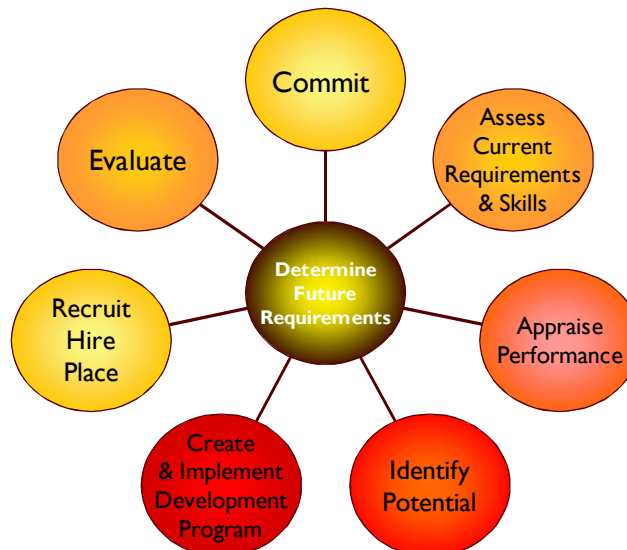 Commit
Assess
Current
Requirements
& Skills
Appraise
Performance
Identify
Potential
Create
& Implement
Development
Program
Recruit
Hire
Place
Evaluate
Determine
Future
Requirements